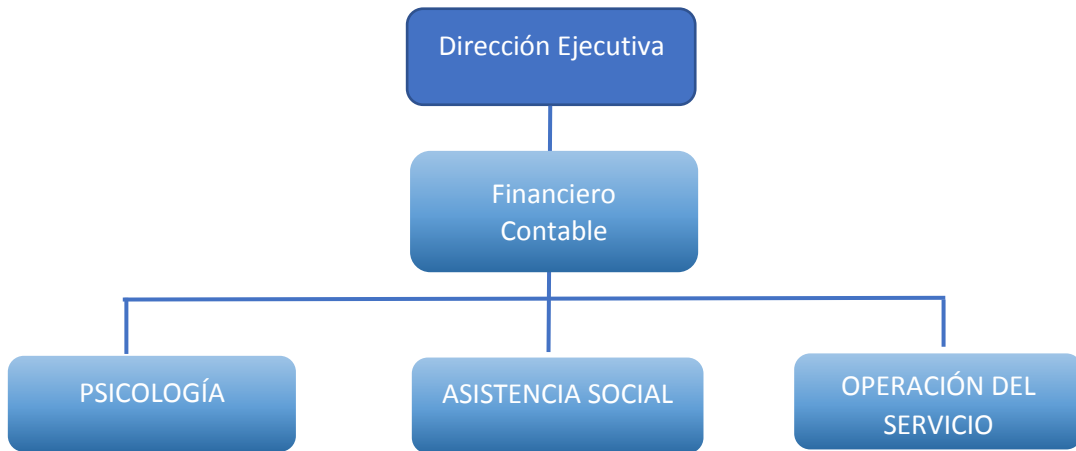 Dirección Ejecutiva
Financiero
Contable
PSICOLOGÍA
ASISTENCIA SOCIAL
OPERACIÓN DEL
SERVICIO